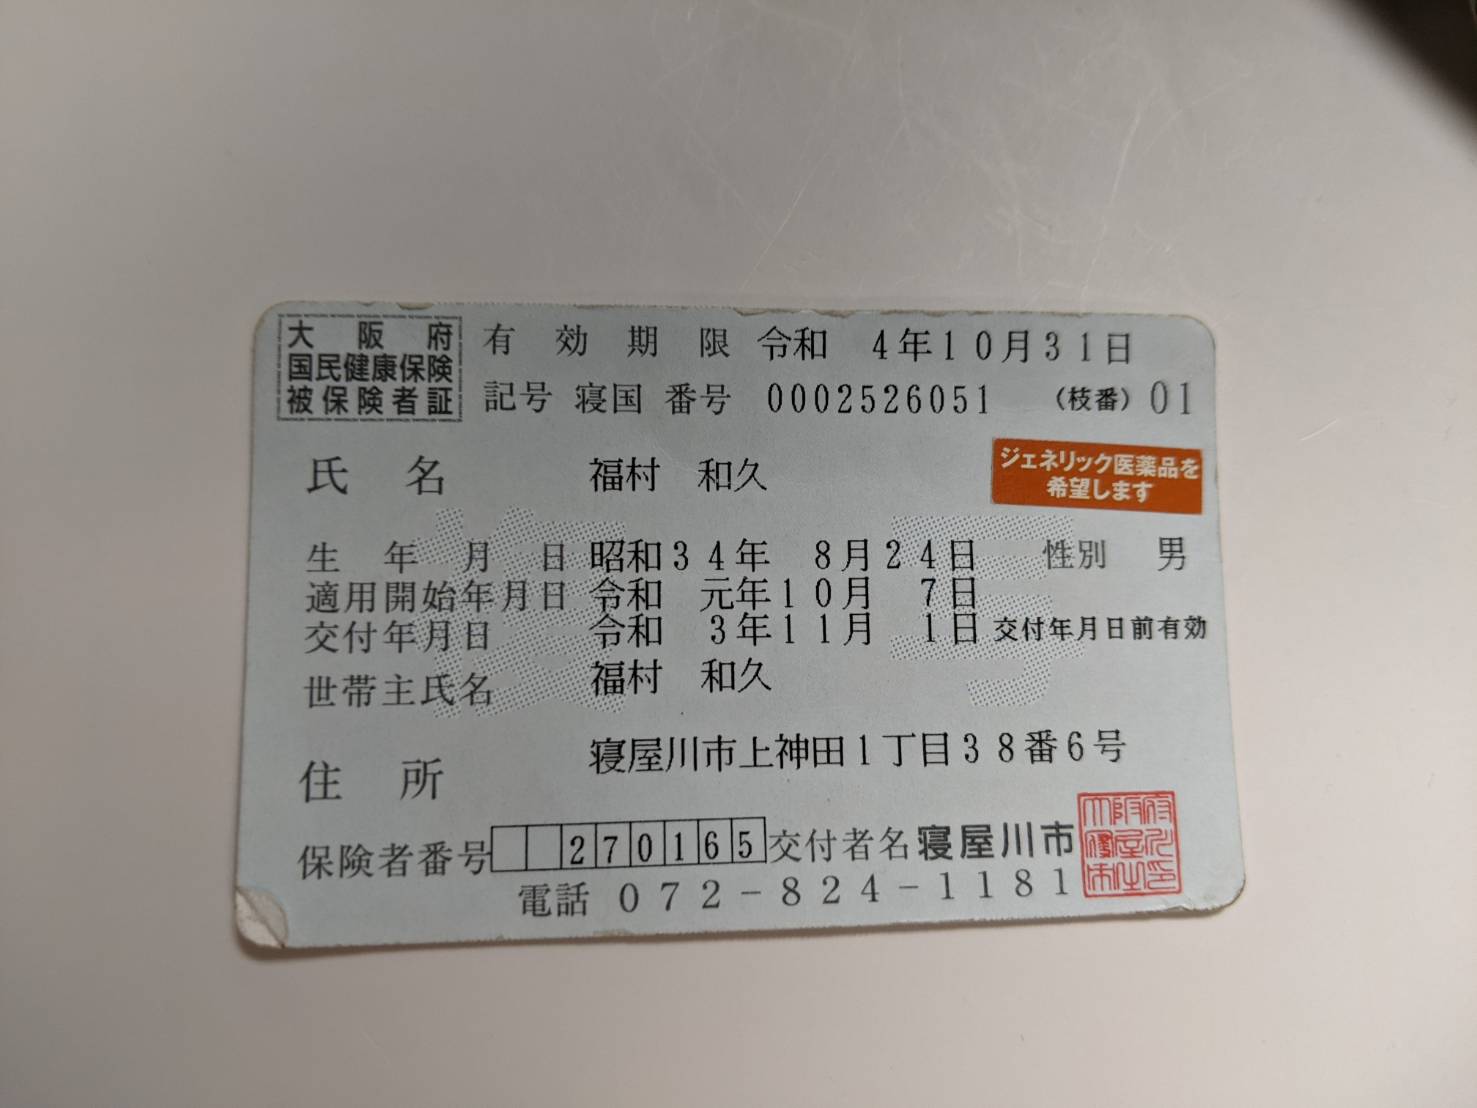 大阪府
国民健康保険
被保険者証
有効期限 令和 4年10月31日
記号 寝国 番号 0002526051 (枝番) 01
氏名 福村 和久
ジェネリック医薬品を
希望します
生年月日 昭和34年 8月24日 性別 男
適用開始年月日 令和 元年10月 7日
交付年月日 令和 3年11月 1日 交付年月日前有効
世帯主氏名 福村 和久
住所 寝屋川市上神田1丁目38番6号
保険者番号 270165 交付者名 寝屋川市
電話 072-824-1181